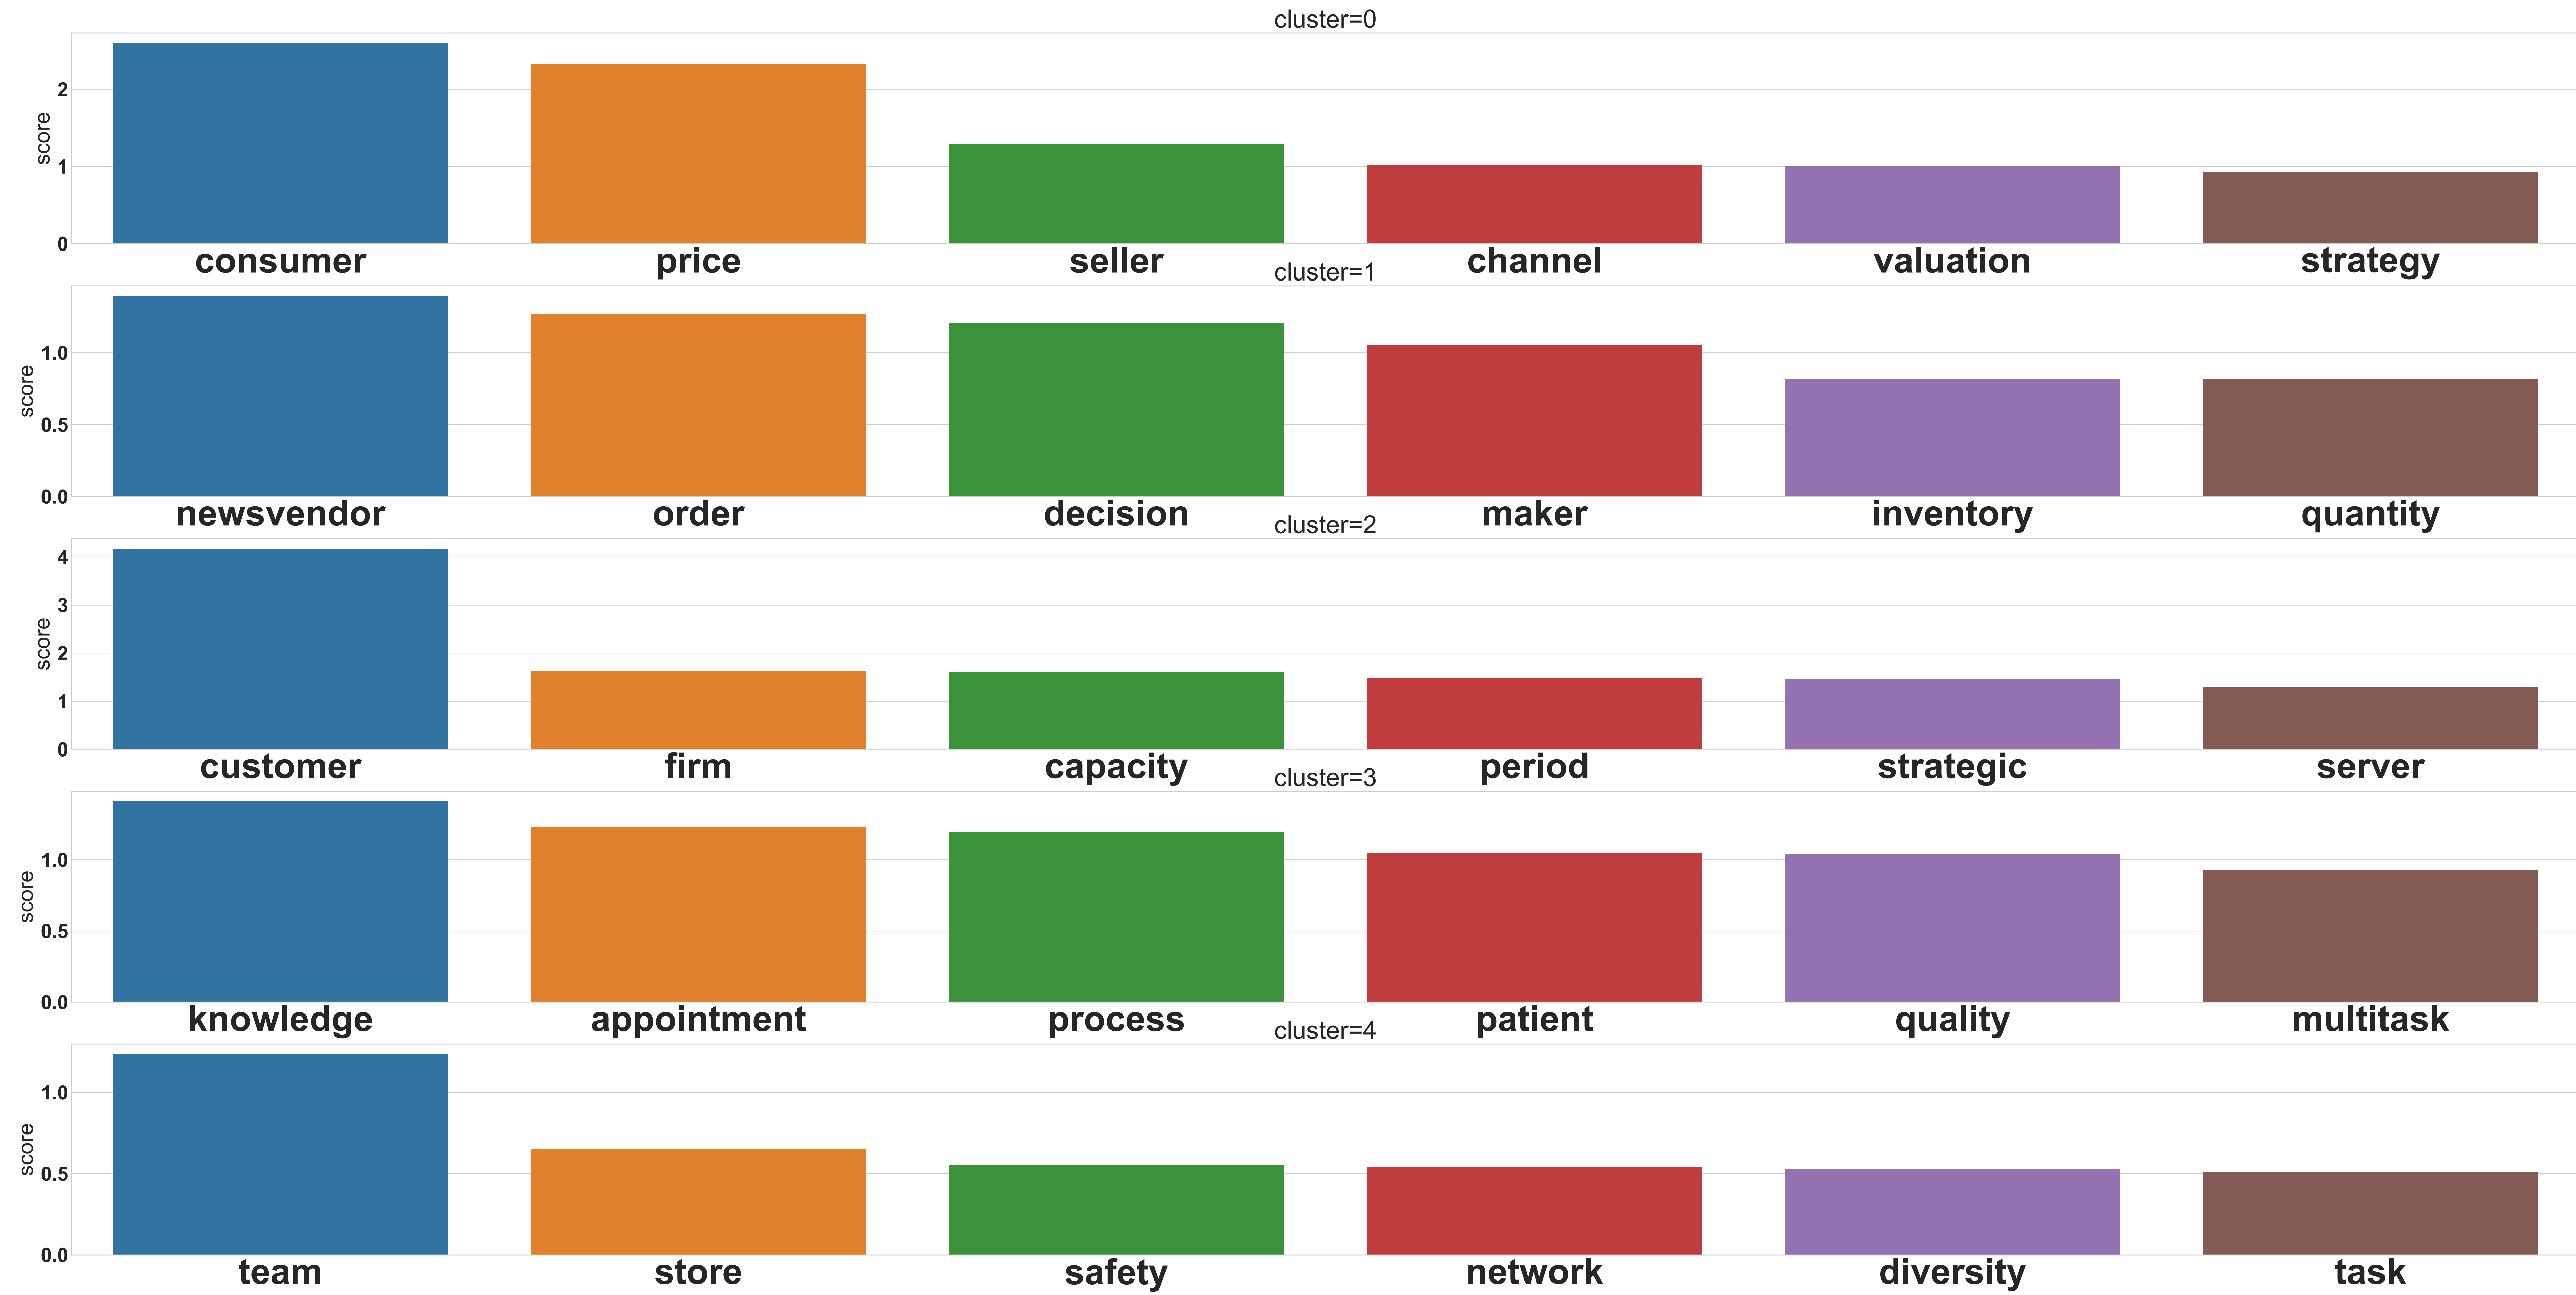 cluster=0
2
1
0
score
consumer price seller channel valuation strategy
cluster=1
1.0
0.5
0.0
score
newsvendor order decision maker inventory quantity
cluster=2
4
3
2
1
0
score
customer firm capacity period strategic server
cluster=3
1.0
0.5
0.0
score
knowledge appointment process patient quality multitask
cluster=4
1.0
0.5
0.0
score
team store safety network diversity task